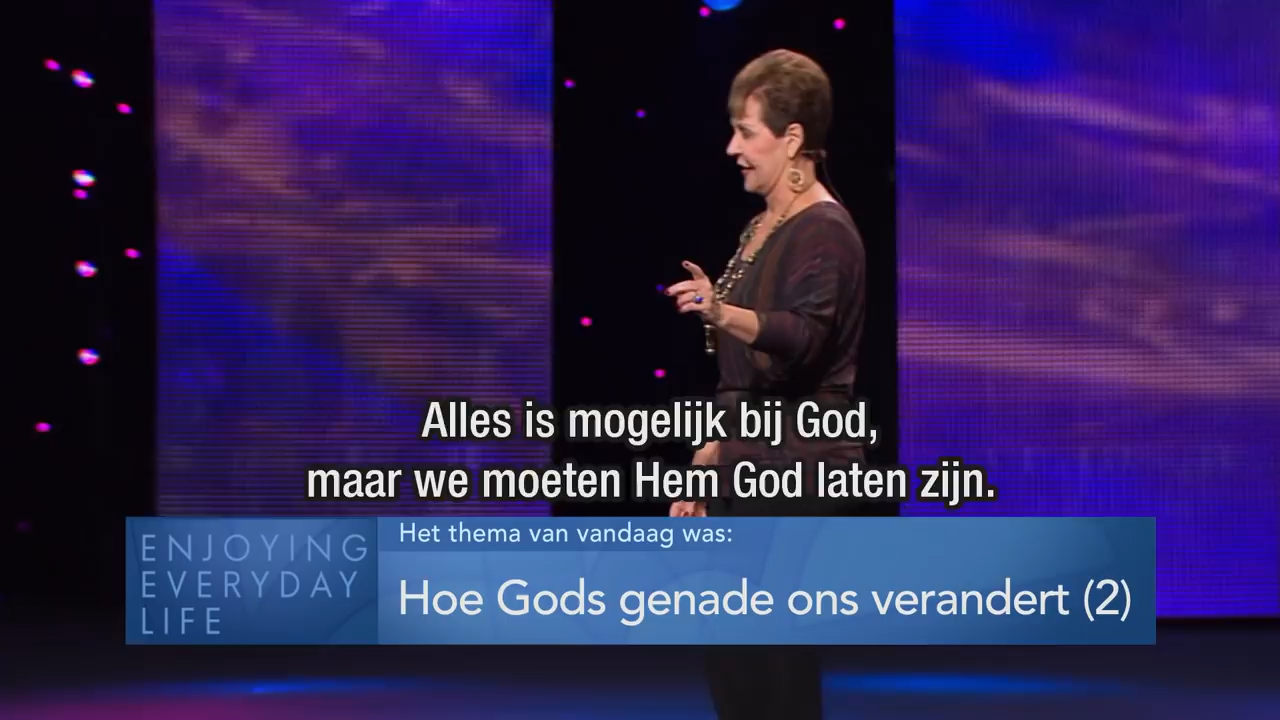 Alles is mogelijk bij God,
maar we moeten Hem God laten zijn.
Het thema van vandaag was:
ENJOYING
EVERYDAY
LIFE
Hoe Gods genade ons verandert (2)